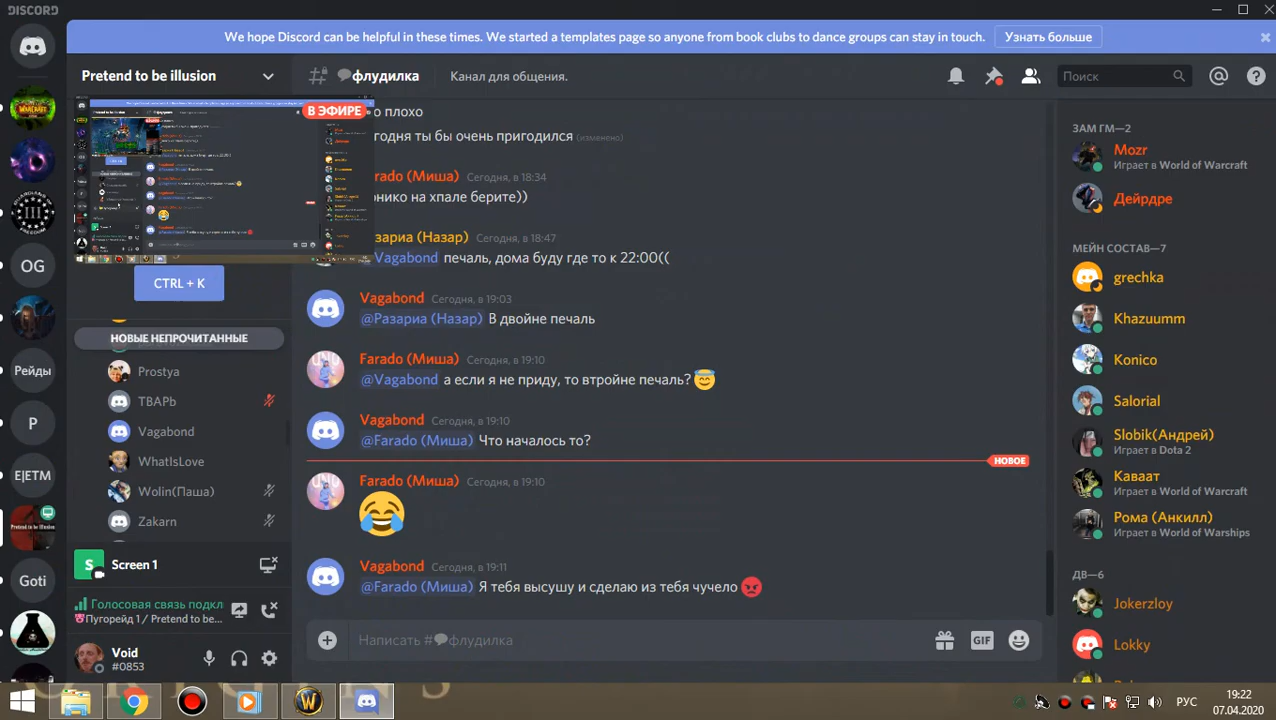 DISCORD
We hope Discord can be helpful in these times. We started a templates page so anyone from book clubs to dance groups can stay in touch.
Узнать больше
Pretend to be illusion
флудилка
Канал для общения.
Поиск
В ЭФИРЕ
CTRL + K
НОВЫЕ НЕПРОЧИТАННЫЕ
Prostya
ТВАРЬ
Vagabond
WhatIsLove
Wolin(Паша)
Zakarn
OG
Рейды
P
E|ETM
Pretend to be illusion
Goti
Screen 1
Голосовая связь подкл
Пугорейд 1 / Pretend to be...
Void
#0853
о плохо
годня ты бы очень пригодился (изменено)
(Миша) Сегодня, в 18:34
на хпале берите))
(Назар) Сегодня, в 18:47
Vagabond печаль, дома буду где то к 22:00((
Vagabond Сегодня, в 19:03
@Разариа (Назар) В двойне печаль
Farado (Миша) Сегодня, в 19:10
@Vagabond а если я не приду, то втройне печаль? 😇
Vagabond Сегодня, в 19:10
@Farado (Миша) Что началось то?
НОВОЕ
Farado (Миша) Сегодня, в 19:10
😂
Vagabond Сегодня, в 19:11
@Farado (Миша) Я тебя высушу и сделаю из тебя чучело 😡
Написать #флудилка
GIF
ЗАМ ГМ—2
Mozr
Играет в World of Warcraft
Дейрдре
МЕЙН СОСТАВ—7
grechka
Khazuumm
Konico
Salorial
Slobik(Андрей)
Играет в Dota 2
Каваат
Играет в World of Warcraft
Рома (Анкилл)
Играет в World of Warships
ДВ—6
Jokerzloy
Lokky
РУС
19:22
07.04.2020